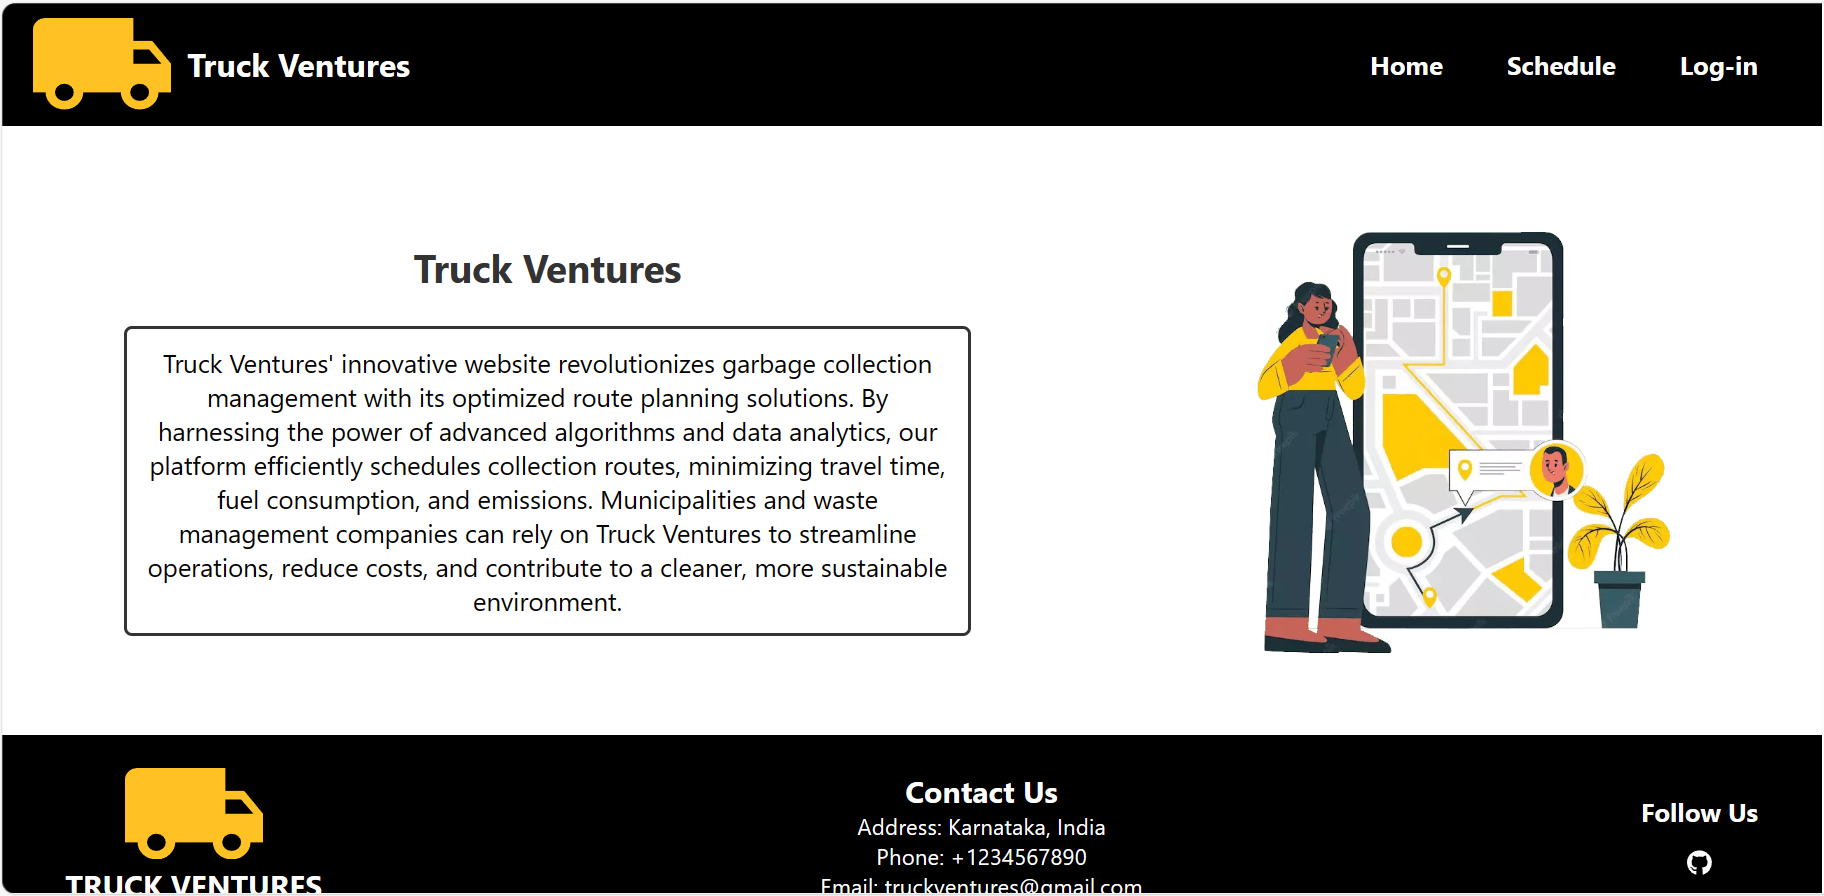 Truck Ventures
Home Schedule Log-in
Truck Ventures
Truck Ventures' innovative website revolutionizes garbage collection
management with its optimized route planning solutions. By
harnessing the power of advanced algorithms and data analytics, our
platform efficiently schedules collection routes, minimizing travel time,
fuel consumption, and emissions. Municipalities and waste
management companies can rely on Truck Ventures to streamline
operations, reduce costs, and contribute to a cleaner, more sustainable
environment.
TRUCK VENTURES
Contact Us
Address: Karnataka, India
Phone: +1234567890
Email: truckventures@gmail.com
Follow Us